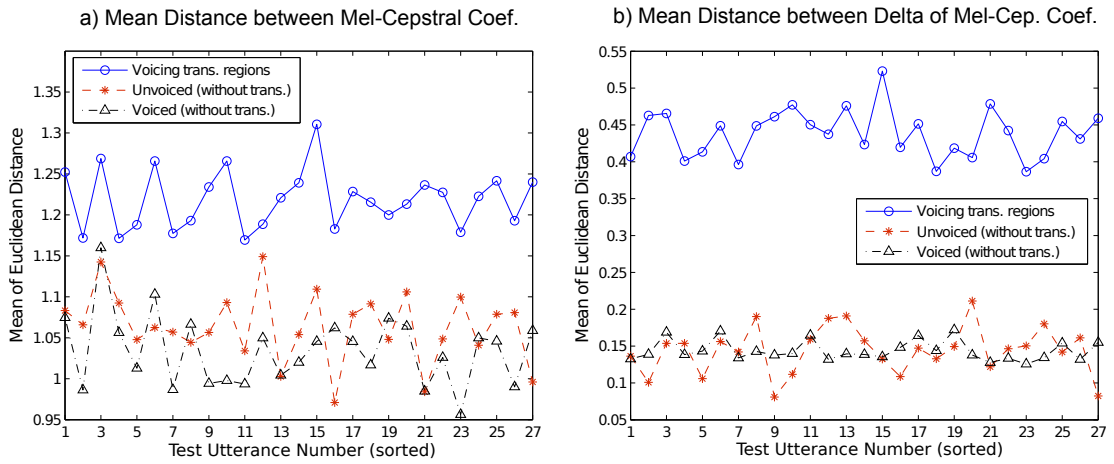 a) Mean Distance between Mel-Cepstral Coef.
1.35
1.3
1.25
1.2
1.15
1.1
1.05
1
0.95
Mean of Euclidean Distance
Voicing trans. regions
Unvoiced (without trans.)
Voiced (without trans.)
1 3 5 7 9 11 13 15 17 19 21 23 25 27
Test Utterance Number (sorted)
b) Mean Distance between Delta of Mel-Cep. Coef.
0.55
0.5
0.45
0.4
0.35
0.3
0.25
0.2
0.15
0.1
0.05
Mean of Euclidean Distance
Voicing trans. regions
Unvoiced (without trans.)
Voiced (without trans.)
1 3 5 7 9 11 13 15 17 19 21 23 25 27
Test Utterance Number (sorted)